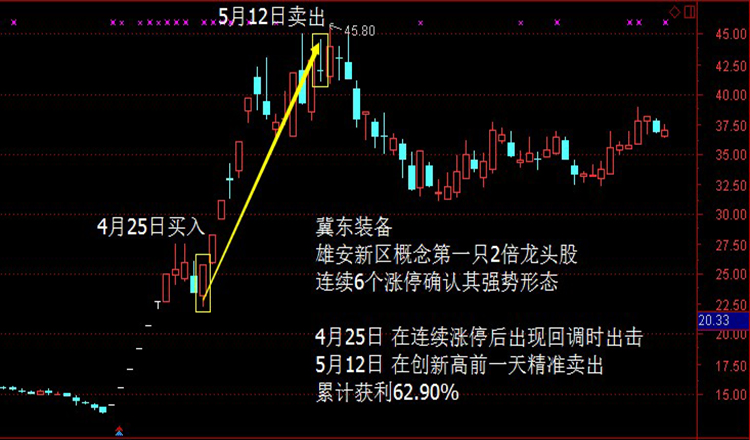 5月12日卖出
45.80
45.00
42.50
40.00
37.50
35.00
32.50
30.00
27.50
25.00
22.50
20.33
20.00
17.50
15.00
4月25日买入
冀东装备
雄安新区概念第一只2倍龙头股
连续6个涨停确认其强势形态
4月25日 在连续涨停后出现回调时出击
5月12日 在创新高前一天精准卖出
累计获利62.90%